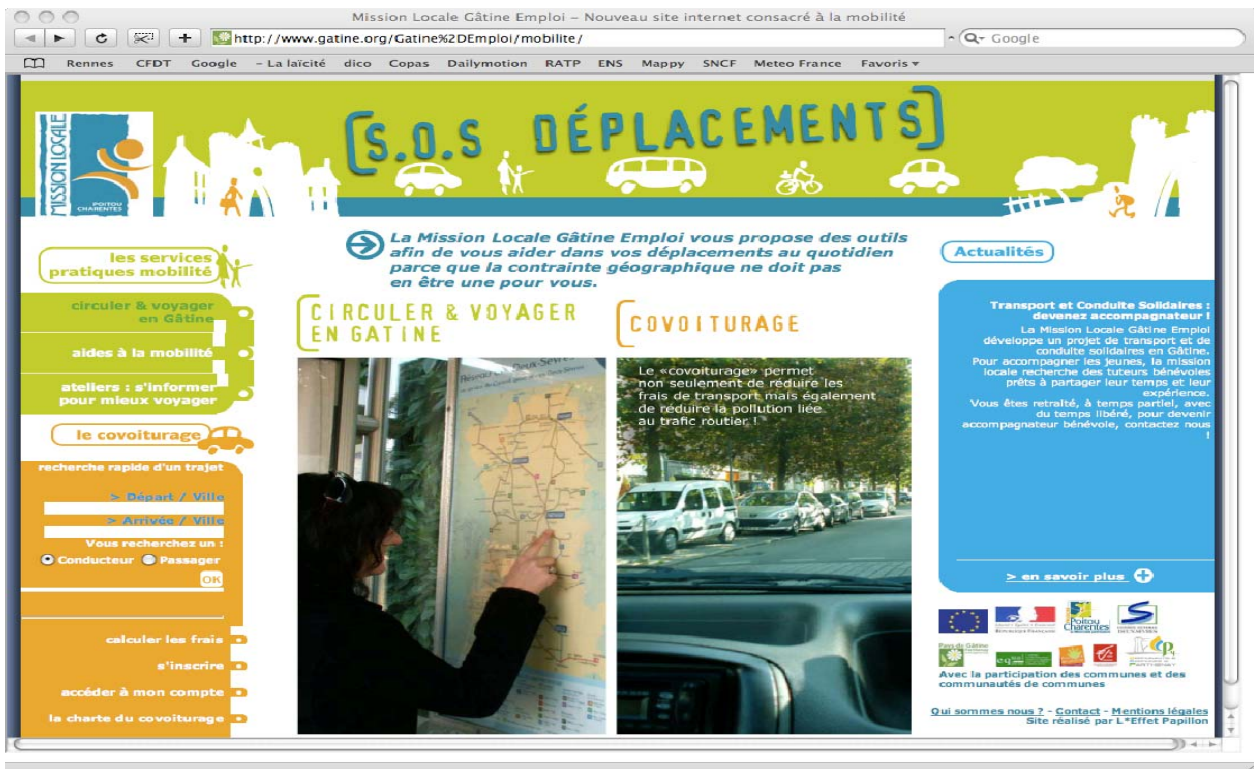 Mission Locale Gâtine Emploi – Nouveau site internet consacré à la mobilité
http://www.gatine.org/Gatine%2DEmploi/mobilite/
Google
Rennes CFDT Google – La laïcité dico Copas Dailymotion RATP ENS Mappy SNCF Meteo France Favoris
MISSION LOCALE
POITOU
CHARENTES
[S.O.S DÉPLACEMENTS]
les services
pratiques mobilité
circuler & voyager
en Gâtine
aides à la mobilité
ateliers : s'informer
pour mieux voyager
le covoiturage
recherche rapide d'un trajet
> Départ / Ville
> Arrivée / Ville
Vous recherchez un :
Conducteur Passager
OK
calculer les frais
s'inscrire
accéder à mon compte
la charte du covoiturage
La Mission Locale Gâtine Emploi vous propose des outils
afin de vous aider dans vos déplacements au quotidien
parce que la contrainte géographique ne doit pas
en être une pour vous.
CIRCULER & VOYAGER
EN GATINE
COVOITURAGE
Le «covoiturage» permet
non seulement de réduire les
frais de transport mais également
de réduire la pollution liée
au trafic routier !
Actualités
Transport et Conduite Solidaires :
devenez accompagnateur !
La Mission Locale Gâtine Emploi
développe un projet de transport et de
conduite solidaires en Gâtine.
Pour accompagner les jeunes, la mission
locale recherche des tuteurs bénévoles
prêts à partager leur temps et leur
expérience.
Vous êtes retraité, à temps partiel, avec
du temps libéré, pour devenir
accompagnateur bénévole, contactez nous
!
> en savoir plus
Poitou
Charentes
Pays de Gâtine
Avec la participation des communes et des
communautés de communes
Qui sommes nous ? - Contact - Mentions légales
Site réalisé par L*Effet Papillon